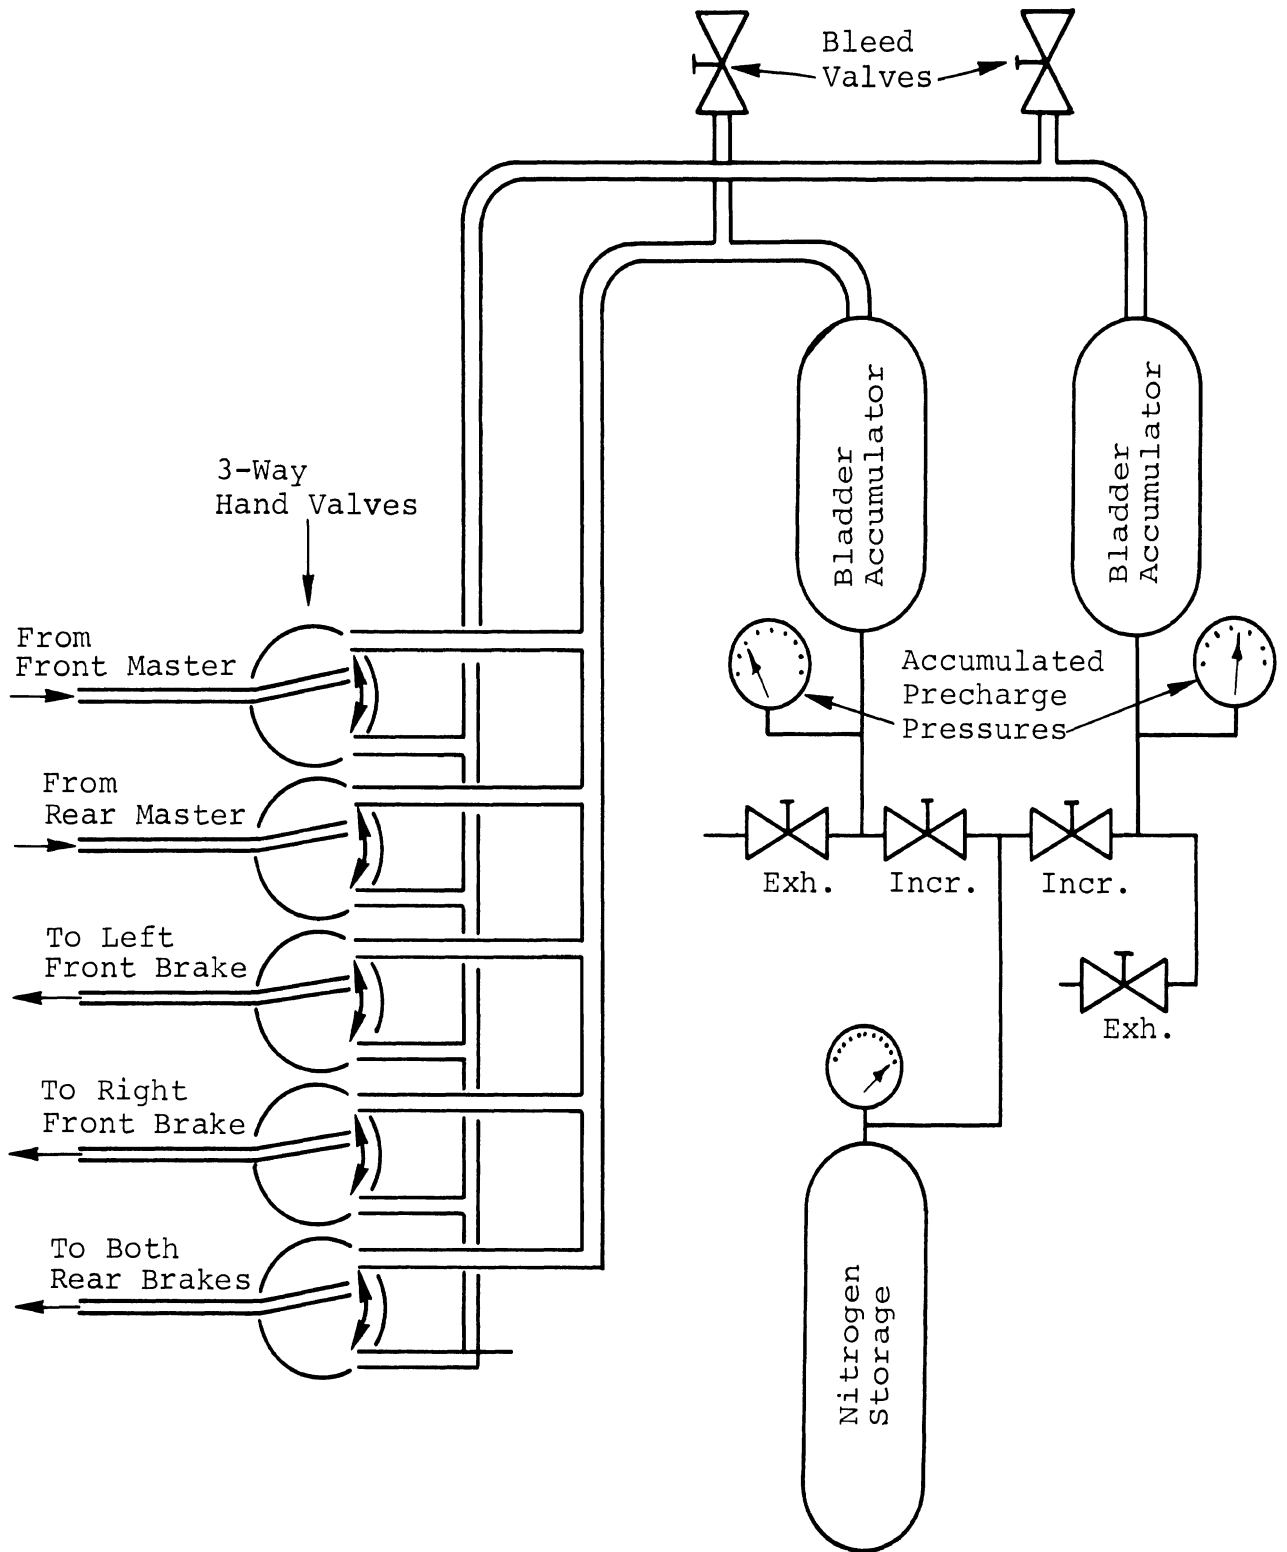 Bleed
Valves
Bladder
Accumulator
Bladder
Accumulator
3-Way
Hand Valves
From
Front Master
Accumulated
Precharge
Pressures
From
Rear Master
Exh.
Incr.
Incr.
To Left
Front Brake
Exh.
To Right
Front Brake
To Both
Rear Brakes
Nitrogen
Storage